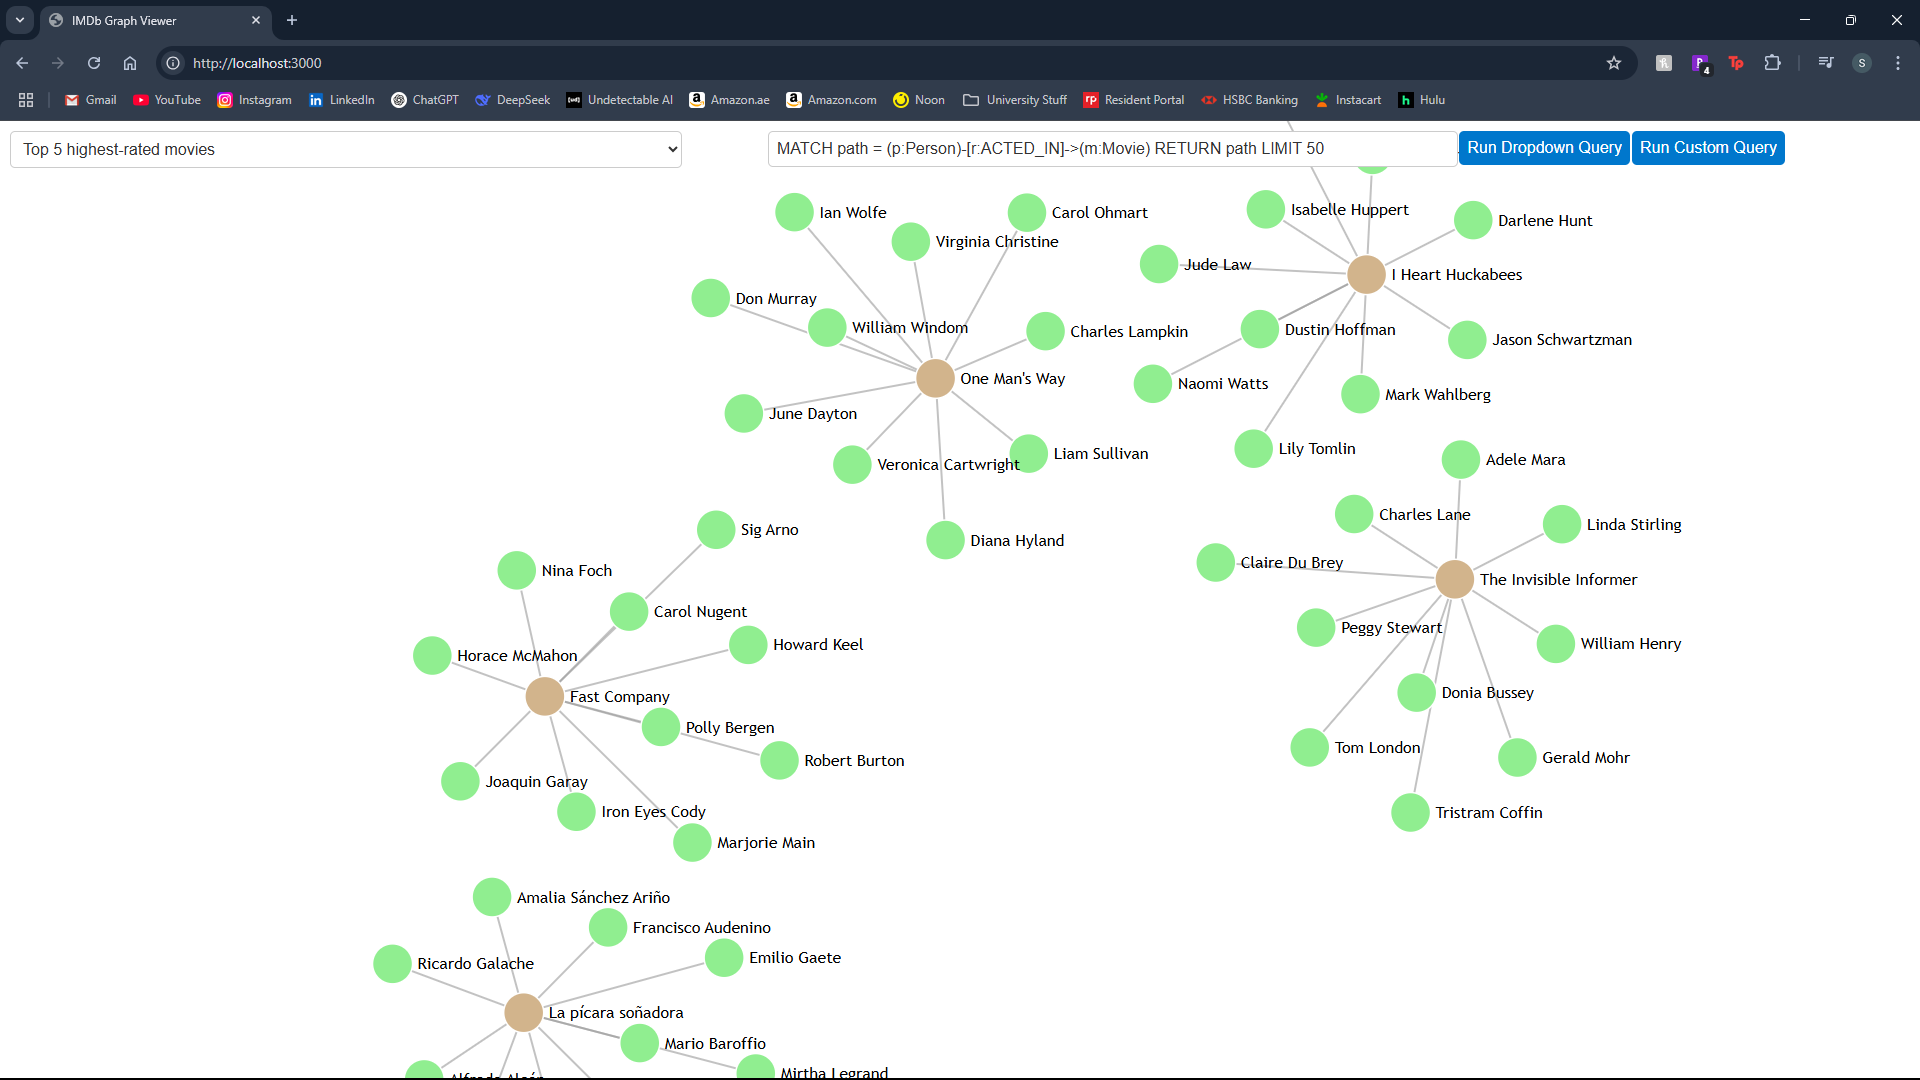 IMDb Graph Viewer
http://localhost:3000
4
Tp
S
Gmail
YouTube
Instagram
LinkedIn
ChatGPT
DeepSeek
Undetectable AI
Amazon.ae
Amazon.com
Noon
University Stuff
rp Resident Portal
HSBC Banking
Instacart
h Hulu
Top 5 highest-rated movies
MATCH path = (p:Person)-[r:ACTED_IN]->(m:Movie) RETURN path LIMIT 50
Run Dropdown Query
Run Custom Query
Ian Wolfe
Carol Ohmart
Virginia Christine
Don Murray
William Windom
Charles Lampkin
One Man's Way
June Dayton
Veronica Cartwright
Liam Sullivan
Diana Hyland
Isabelle Huppert
Darlene Hunt
Jude Law
I Heart Huckabees
Dustin Hoffman
Jason Schwartzman
Naomi Watts
Mark Wahlberg
Lily Tomlin
Adele Mara
Charles Lane
Linda Stirling
Claire Du Brey
The Invisible Informer
Peggy Stewart
William Henry
Donia Bussey
Tom London
Gerald Mohr
Tristram Coffin
Sig Arno
Nina Foch
Carol Nugent
Howard Keel
Horace McMahon
Fast Company
Polly Bergen
Robert Burton
Joaquin Garay
Iron Eyes Cody
Marjorie Main
Amalia Sánchez Ariño
Francisco Audenino
Emilio Gaete
Ricardo Galache
La pícara soñadora
Mario Baroffio
Mirtha Legrand